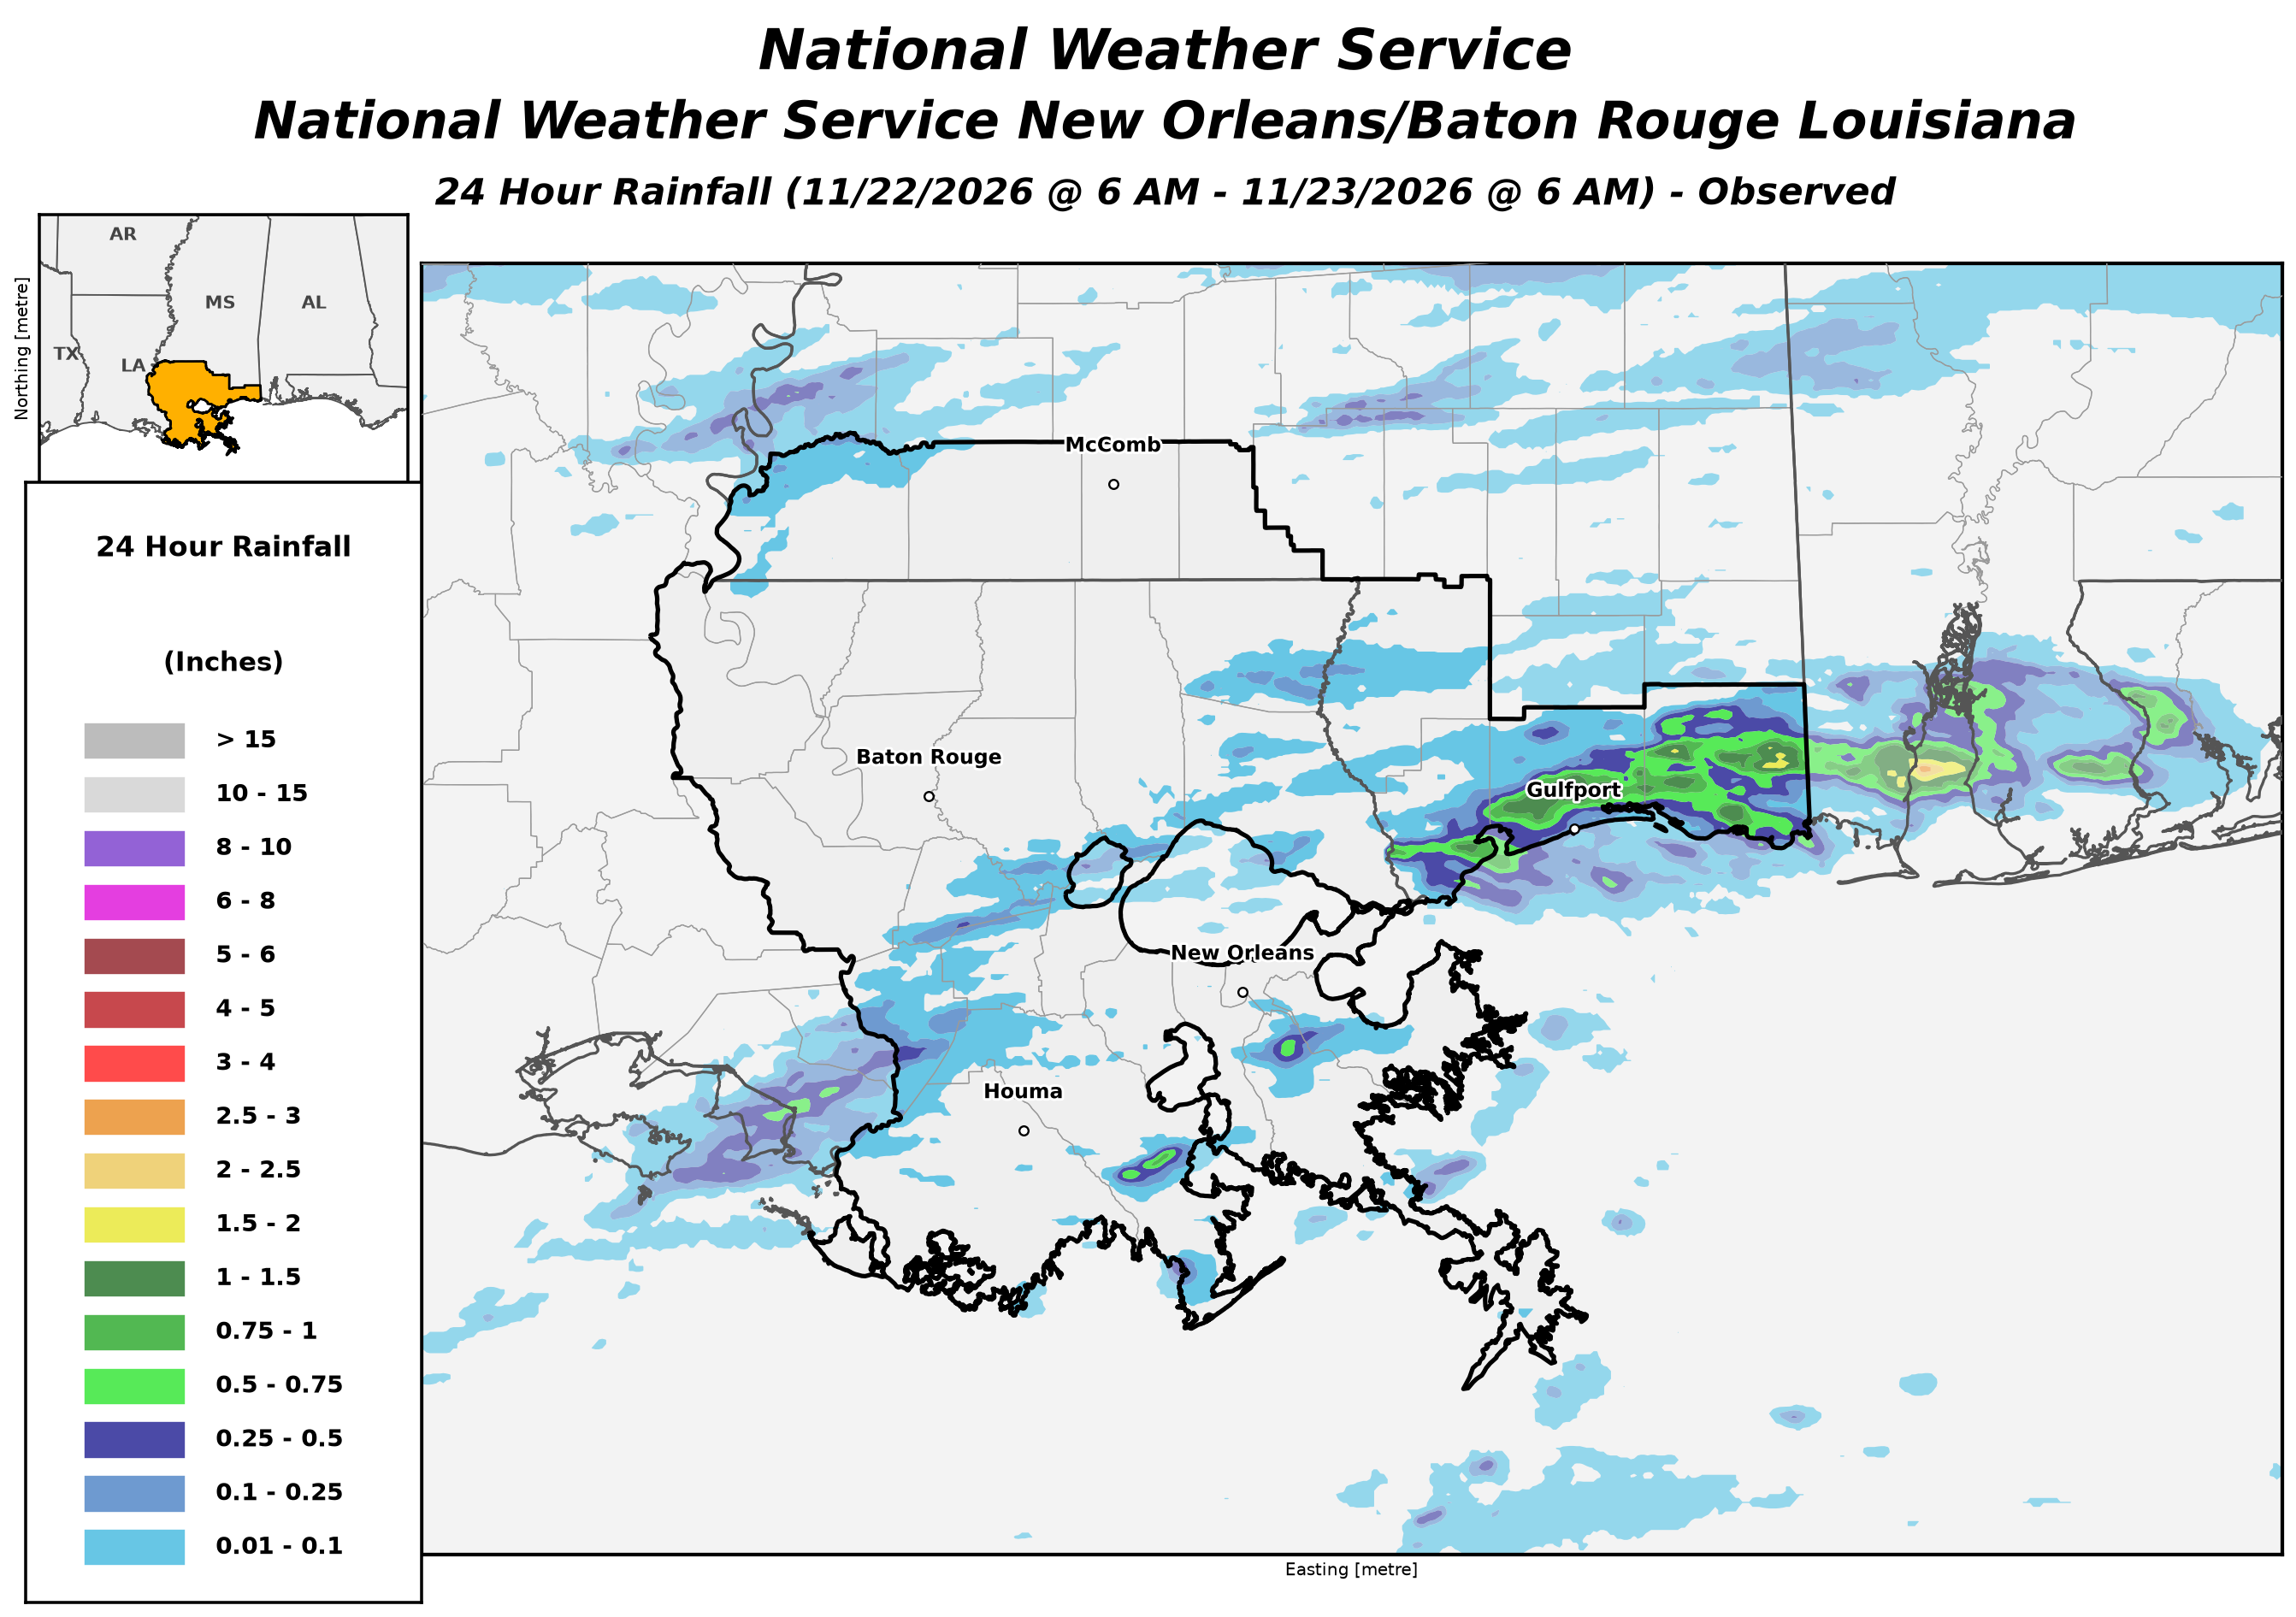 National Weather Service
National Weather Service New Orleans/Baton Rouge Louisiana
24 Hour Rainfall (11/22/2026 @ 6 AM - 11/23/2026 @ 6 AM) - Observed
AR
MS
AL
TX
LA
Northing [metre]
24 Hour Rainfall
(Inches)
> 15
10 - 15
8 - 10
6 - 8
5 - 6
4 - 5
3 - 4
2.5 - 3
2 - 2.5
1.5 - 2
1 - 1.5
0.75 - 1
0.5 - 0.75
0.25 - 0.5
0.1 - 0.25
0.01 - 0.1
McComb
Baton Rouge
Gulfport
New Orleans
Houma
Easting [metre]